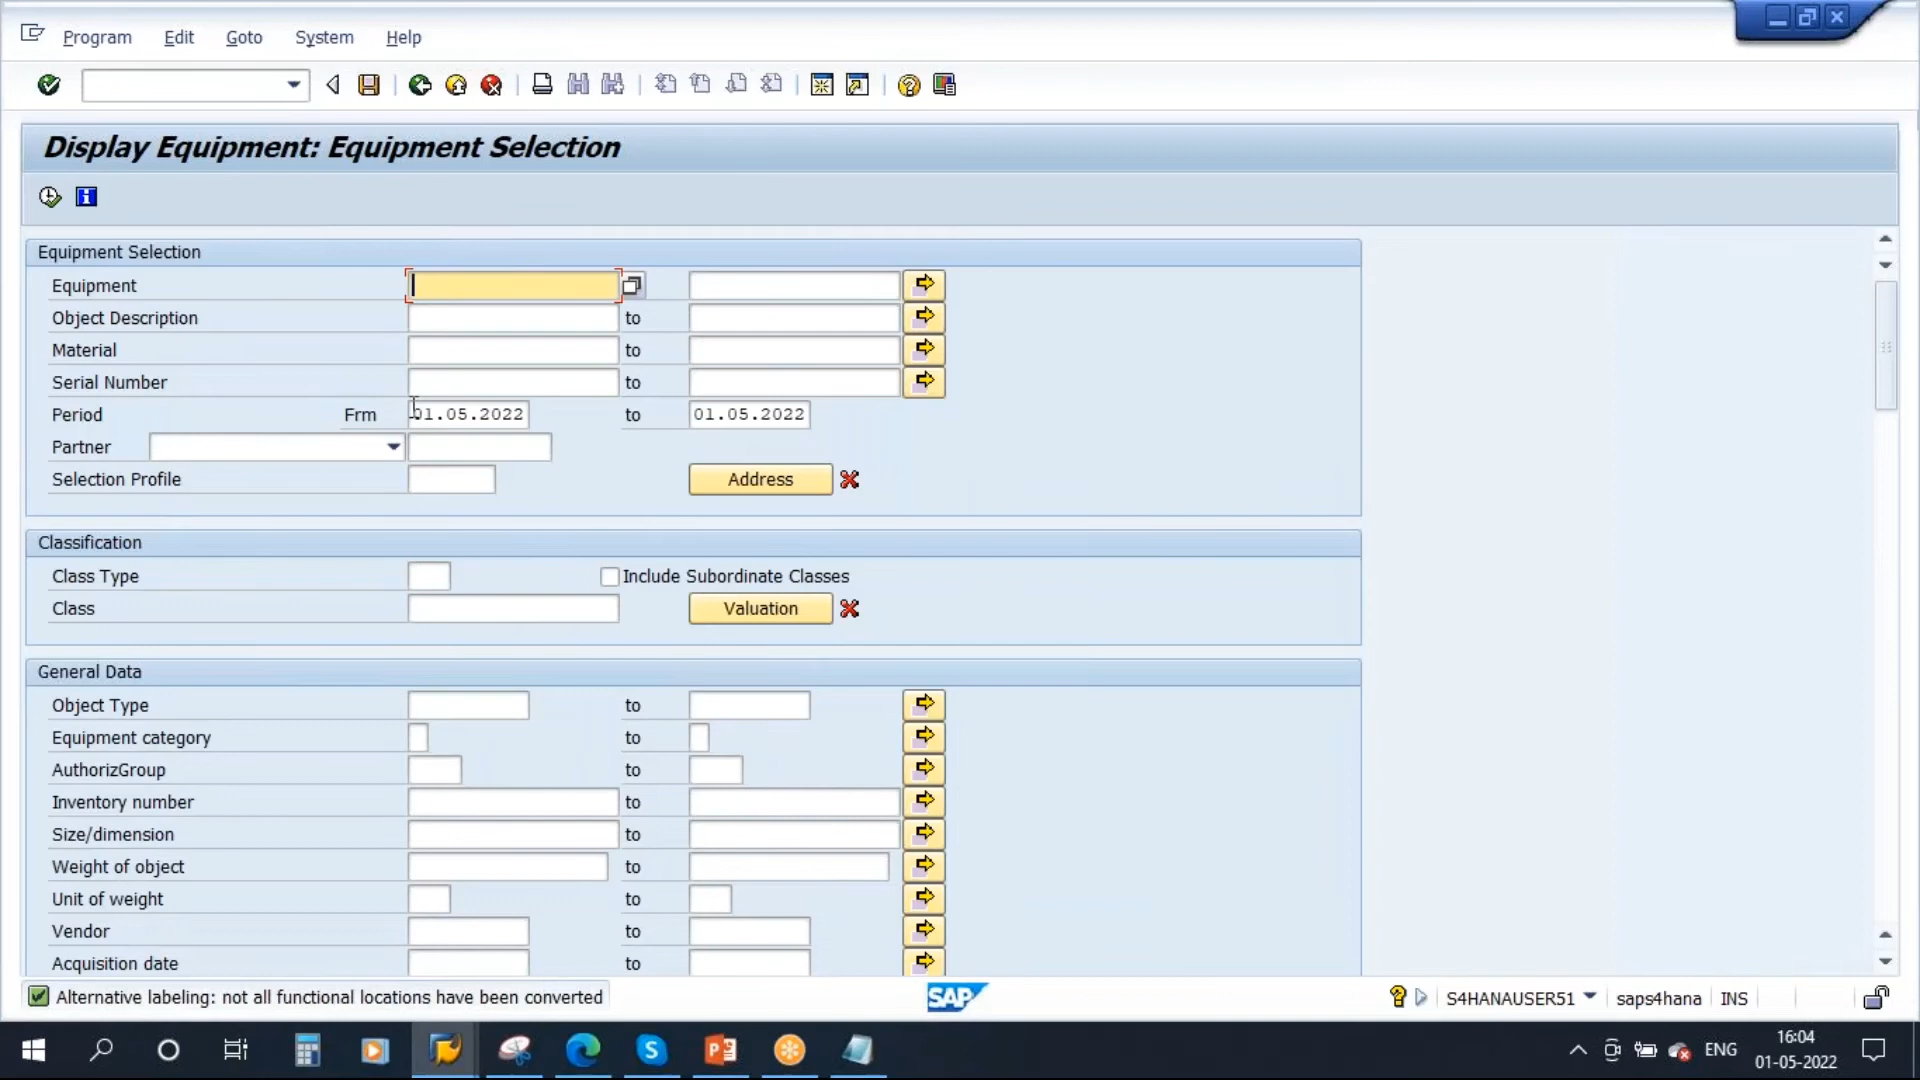 Program Edit Goto System Help
Display Equipment: Equipment Selection
Equipment Selection
Equipment
Object Description to
Material to
Serial Number to
Period Frm 01.05.2022 to 01.05.2022
Partner
Selection Profile Address
Classification
Class Type Include Subordinate Classes
Class Valuation
General Data
Object Type to
Equipment category to
AuthorizGroup to
Inventory number to
Size/dimension to
Weight of object to
Unit of weight to
Vendor to
Acquisition date to
Alternative labeling: not all functional locations have been converted SAP S4HANAUSER51 saps4hana INS
ENG 16:04
01-05-2022